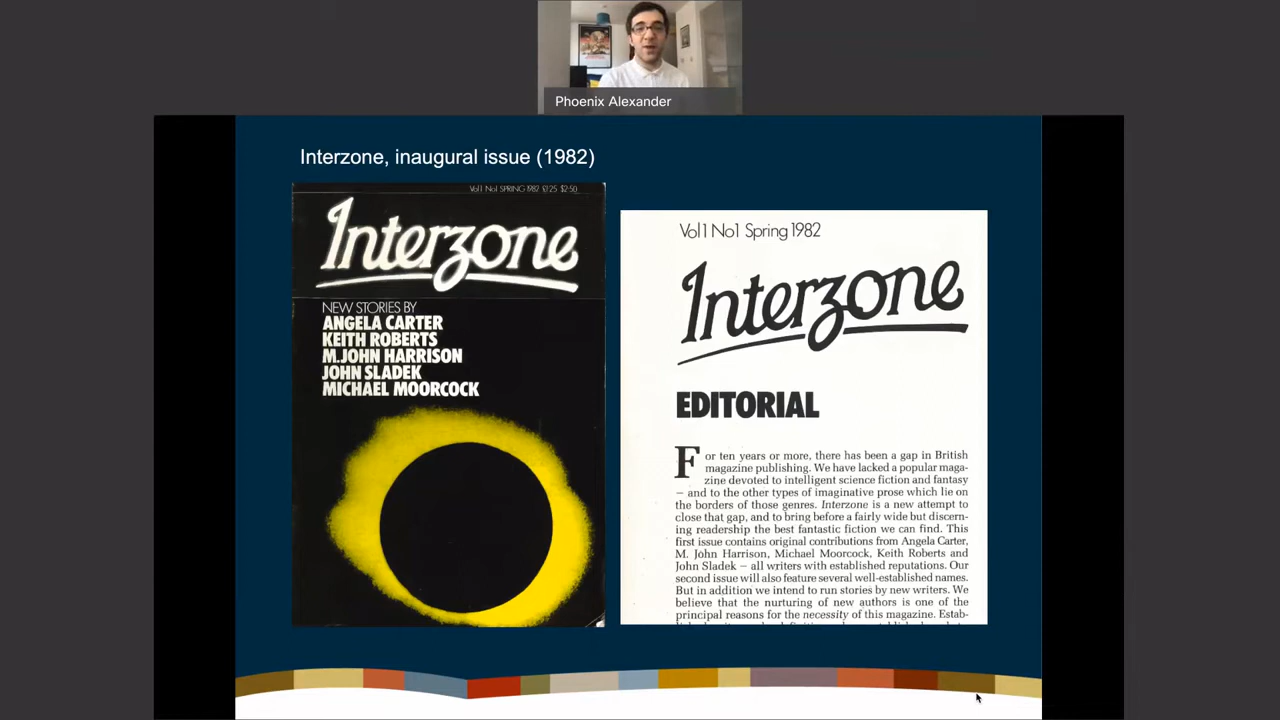 Phoenix Alexander
Interzone, inaugural issue (1982)
Vol 1 No1 SPRING 1982 £1·25 $2·50
Interzone
NEW STORIES BY
ANGELA CARTER
KEITH ROBERTS
M.JOHN HARRISON
JOHN SLADEK
MICHAEL MOORCOCK
Vol 1 No1 Spring 1982
Interzone
EDITORIAL
For ten years or more, there has been a gap in British
magazine publishing. We have lacked a popular maga-
zine devoted to intelligent science fiction and fantasy
– and to the other types of imaginative prose which lie on
the borders of those genres. Interzone is a new attempt to
close that gap, and to bring before a fairly wide but discern-
ing readership the best fantastic fiction we can find. This
first issue contains original contributions from Angela Carter,
M. John Harrison, Michael Moorcock, Keith Roberts and
John Sladek – all writers with established reputations. Our
second issue will also feature several well-established names.
But in addition we intend to run stories by new writers. We
believe that the nurturing of new authors is one of the
principal reasons for the necessity of this magazine. Estab-